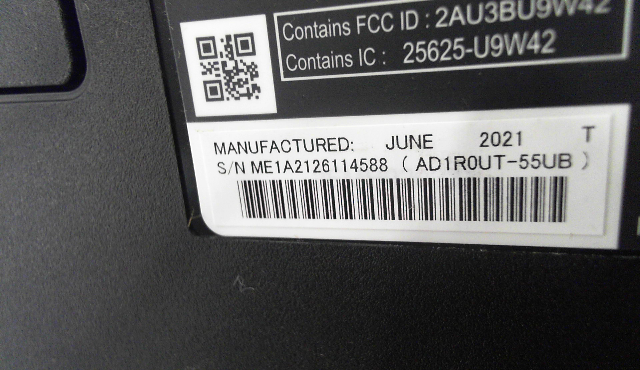 Contains FCC ID : 2AU3BU9W42
Contains IC : 25625-U9W42
MANUFACTURED: JUNE 2021 T
S/N ME1A2126114588 ( AD1R0UT-55UB )